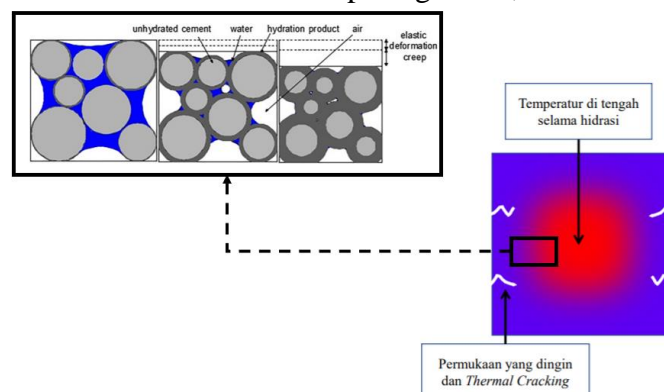 unhydrated cement
water
hydration product
air
elastic
deformation
creep
Temperatur di tengah
selama hidrasi
Permukaan yang dingin
dan Thermal Cracking